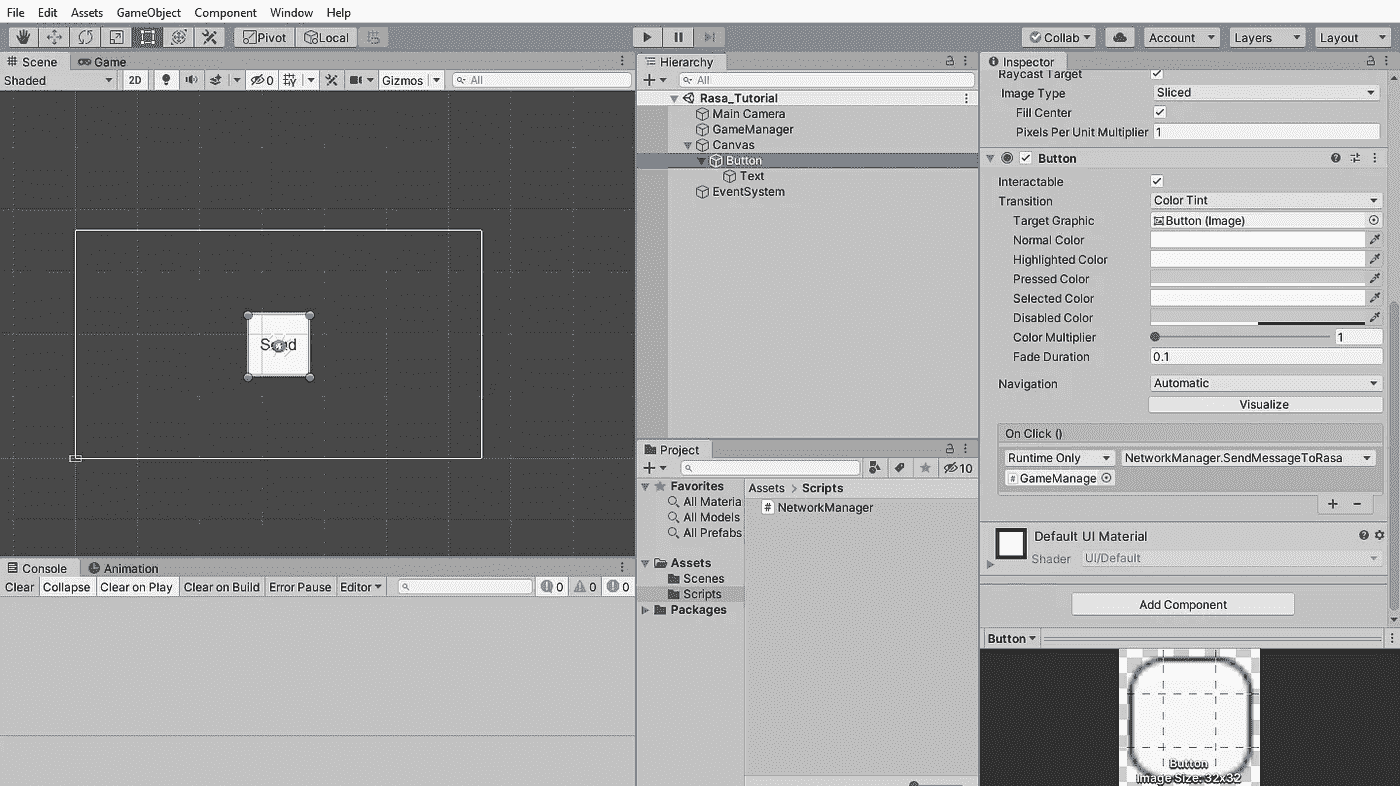 File Edit Assets GameObject Component Window Help
Pivot Local Collab Account Layers Layout
Scene Game
Shaded 2D 0 Gizmos All
Send
Console Animation
Clear Collapse Clear on Play Clear on Build Error Pause Editor 0 0 0
Hierarchy
All
Rasa_Tutorial
Main Camera
GameManager
Canvas
Button
Text
EventSystem
Project
10
Favorites
All Materia
All Models
All Prefabs
Assets
Scenes
Scripts
Packages
Assets > Scripts
# NetworkManager
Inspector
Raycast Target
Image Type Sliced
Fill Center
Pixels Per Unit Multiplier 1
Button
Interactable
Transition Color Tint
Target Graphic Button (Image)
Normal Color
Highlighted Color
Pressed Color
Selected Color
Disabled Color
Color Multiplier 1
Fade Duration 0.1
Navigation Automatic
Visualize
On Click ()
Runtime Only NetworkManager.SendMessageToRasa
# GameManage
+ −
Default UI Material
Shader UI/Default
Add Component
Button
Button
Image Size: 32x32